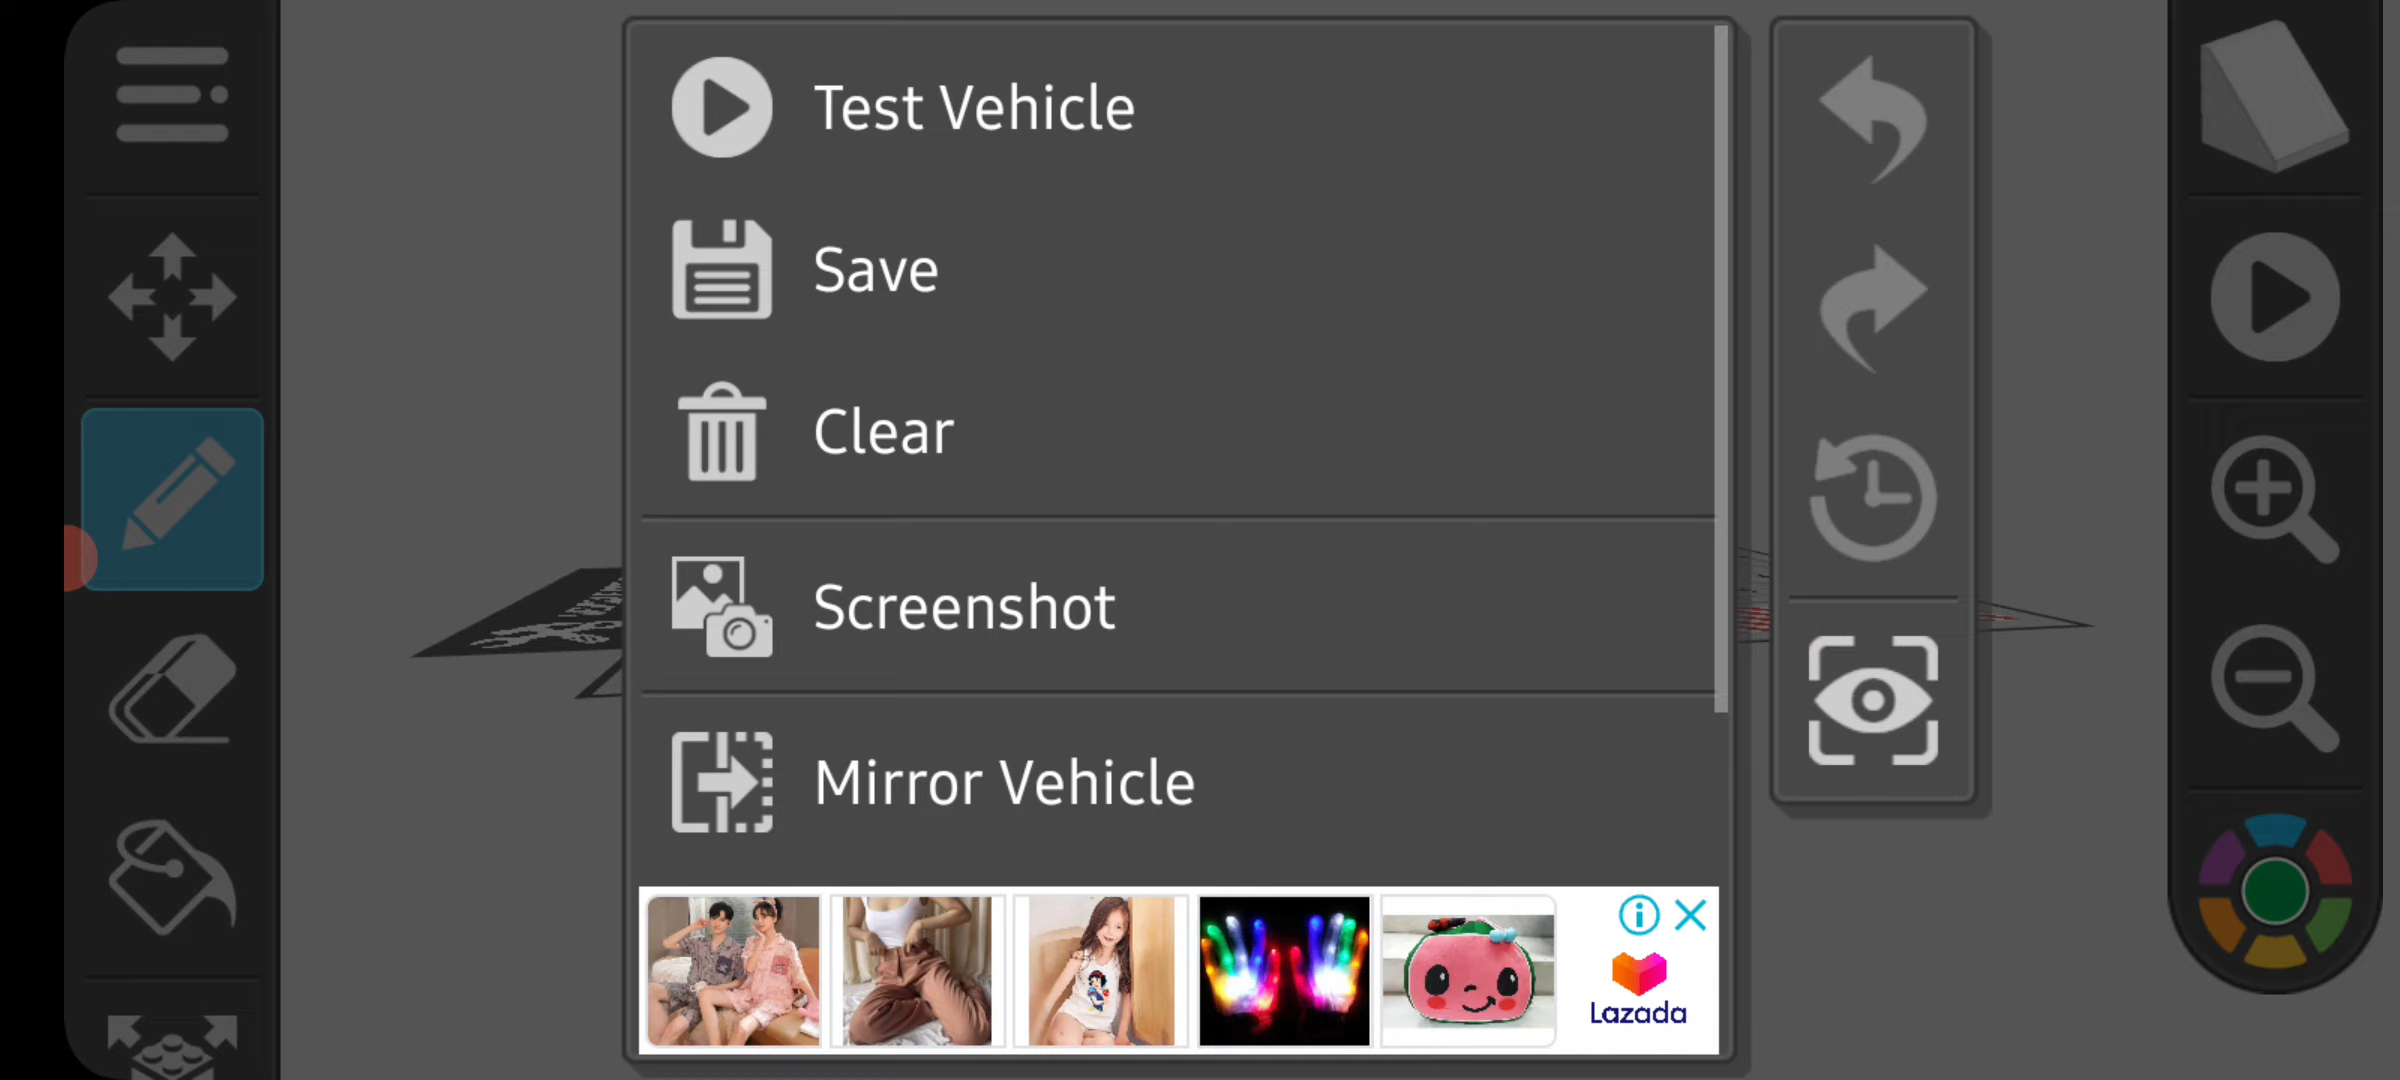 Test Vehicle
Save
Clear
Screenshot
Mirror Vehicle
Lazada